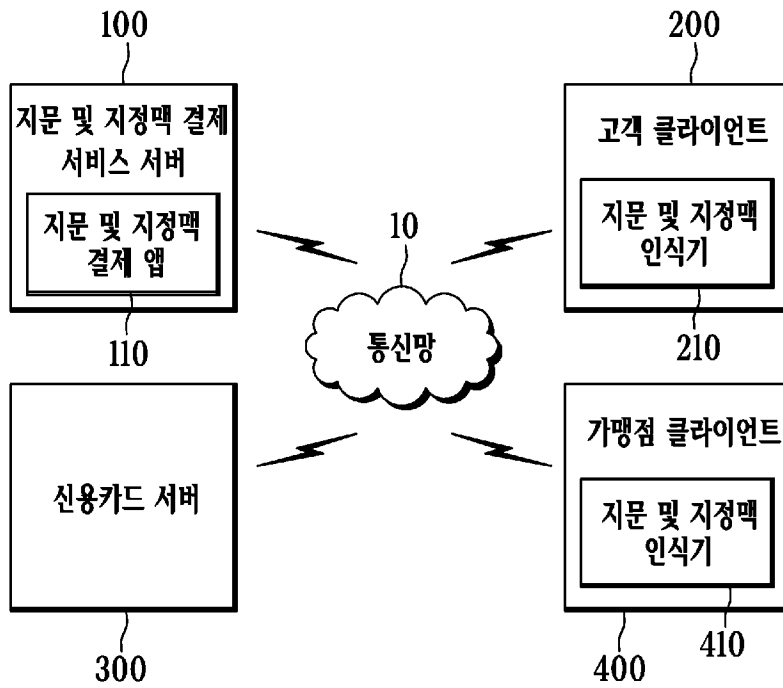 100
지문 및 지정맥 결제
서비스 서버
지문 및 지정맥
결제 앱
110
200
고객 클라이언트
지문 및 지정맥
인식기
210
10
통신망
신용카드 서버
300
가맹점 클라이언트
지문 및 지정맥
인식기
400
410